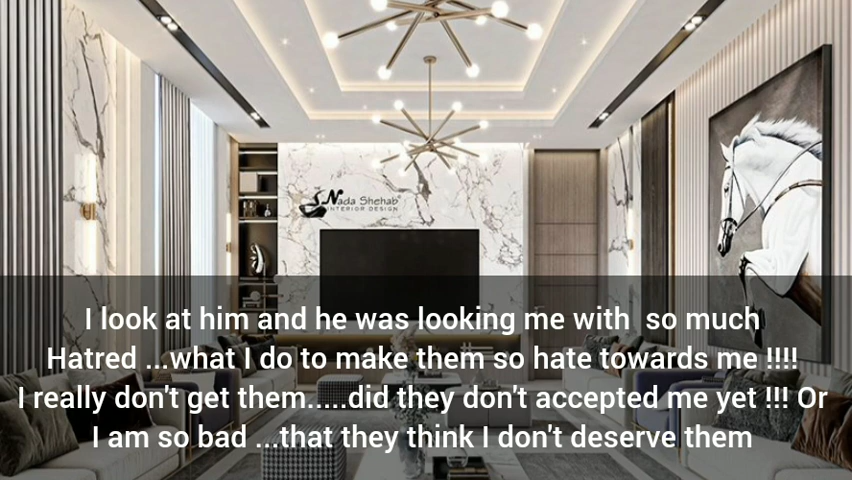 Nada Shehab
INTERIOR DESIGN
I look at him and he was looking me with  so much
Hatred ...what I do to make them so hate towards me !!!!
I really don't get them.....did they don't accepted me yet !!! Or
I am so bad ...that they think I don't deserve them